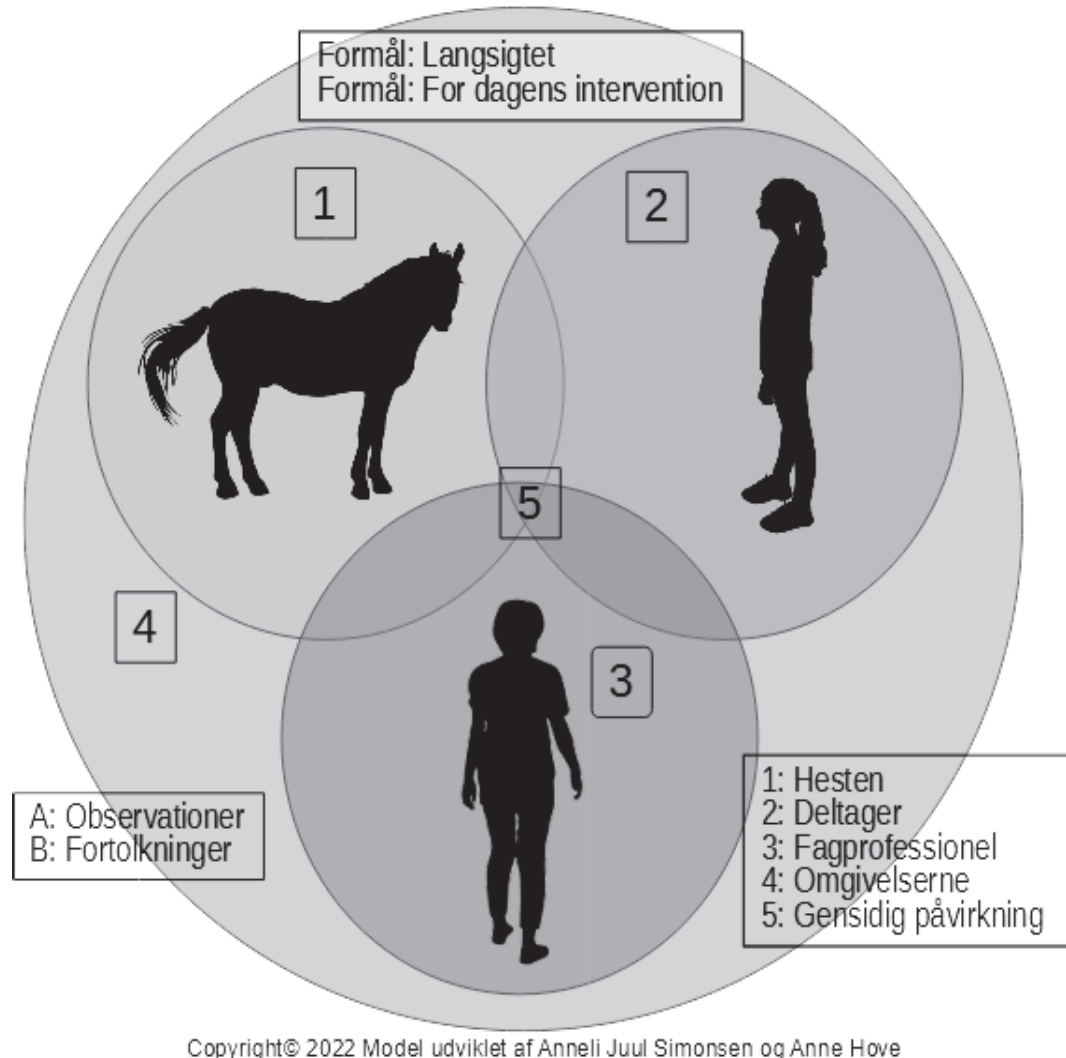 Formål: Langsigtet
Formål: For dagens intervention
1
2
5
4
3
A: Observationer
B: Fortolkninger
1: Hesten
2: Deltager
3: Fagprofessionel
4: Omgivelserne
5: Gensidig påvirkning
Copyright© 2022 Model udviklet af Anneli Juul Simonsen og Anne Hove